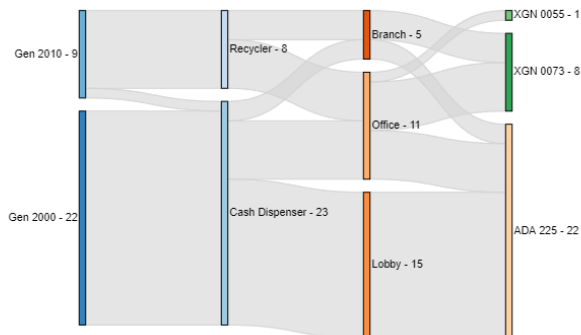 Gen 2010 - 9
Gen 2000 - 22
Recycler - 8
Cash Dispenser - 23
Branch - 5
Office - 11
Lobby - 15
XGN 0055 - 1
XGN 0073 - 8
ADA 225 - 22